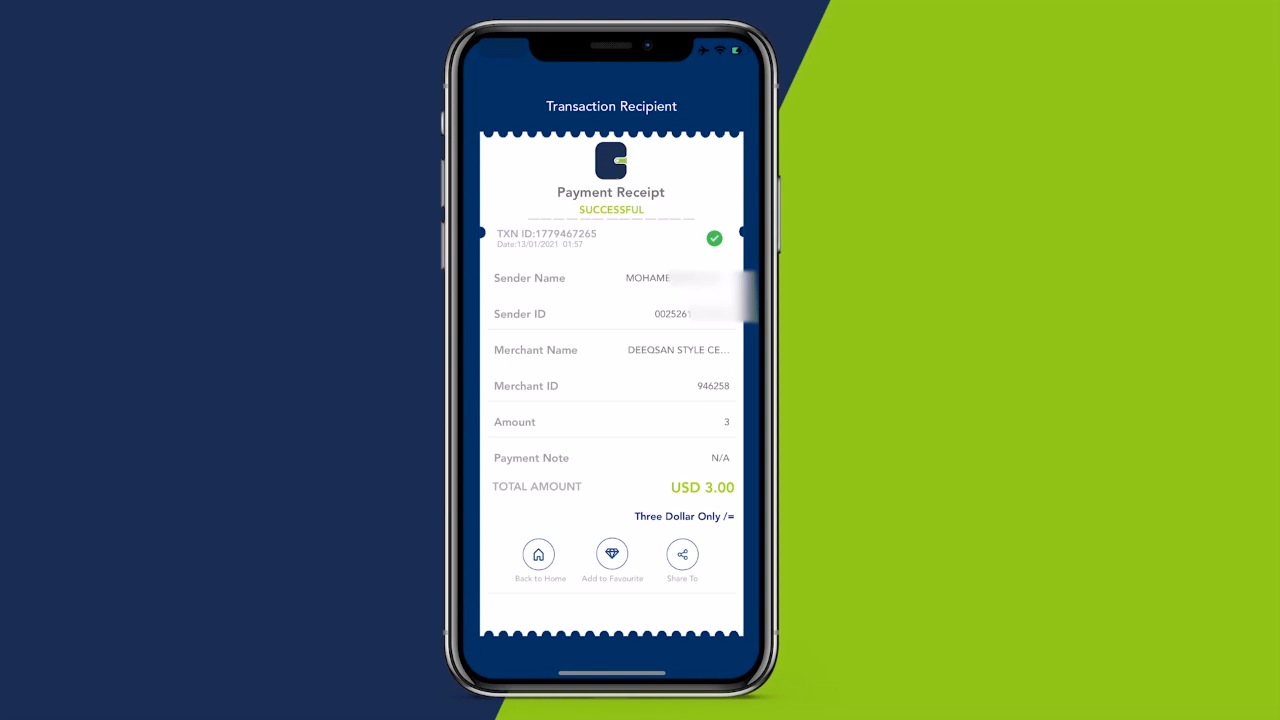 Transaction Recipient
Payment Receipt
SUCCESSFUL
TXN ID:1779467265
Date:13/01/2021 01:57
Sender Name MOHAME
Sender ID 0025261
Merchant Name DEEQSAN STYLE CE...
Merchant ID 946258
Amount 3
Payment Note N/A
TOTAL AMOUNT USD 3.00
Three Dollar Only /=
Back to Home Add to Favourite Share To